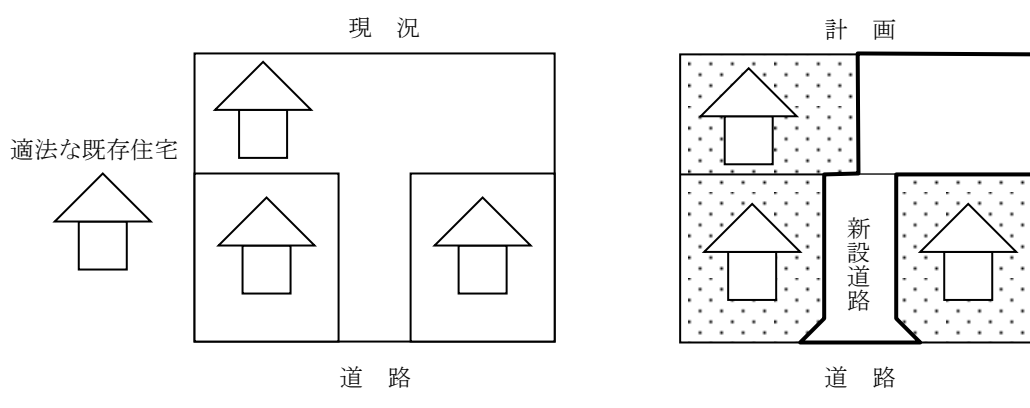 現　況
計　画
適法な既存住宅
新設道路
道　路
道　路